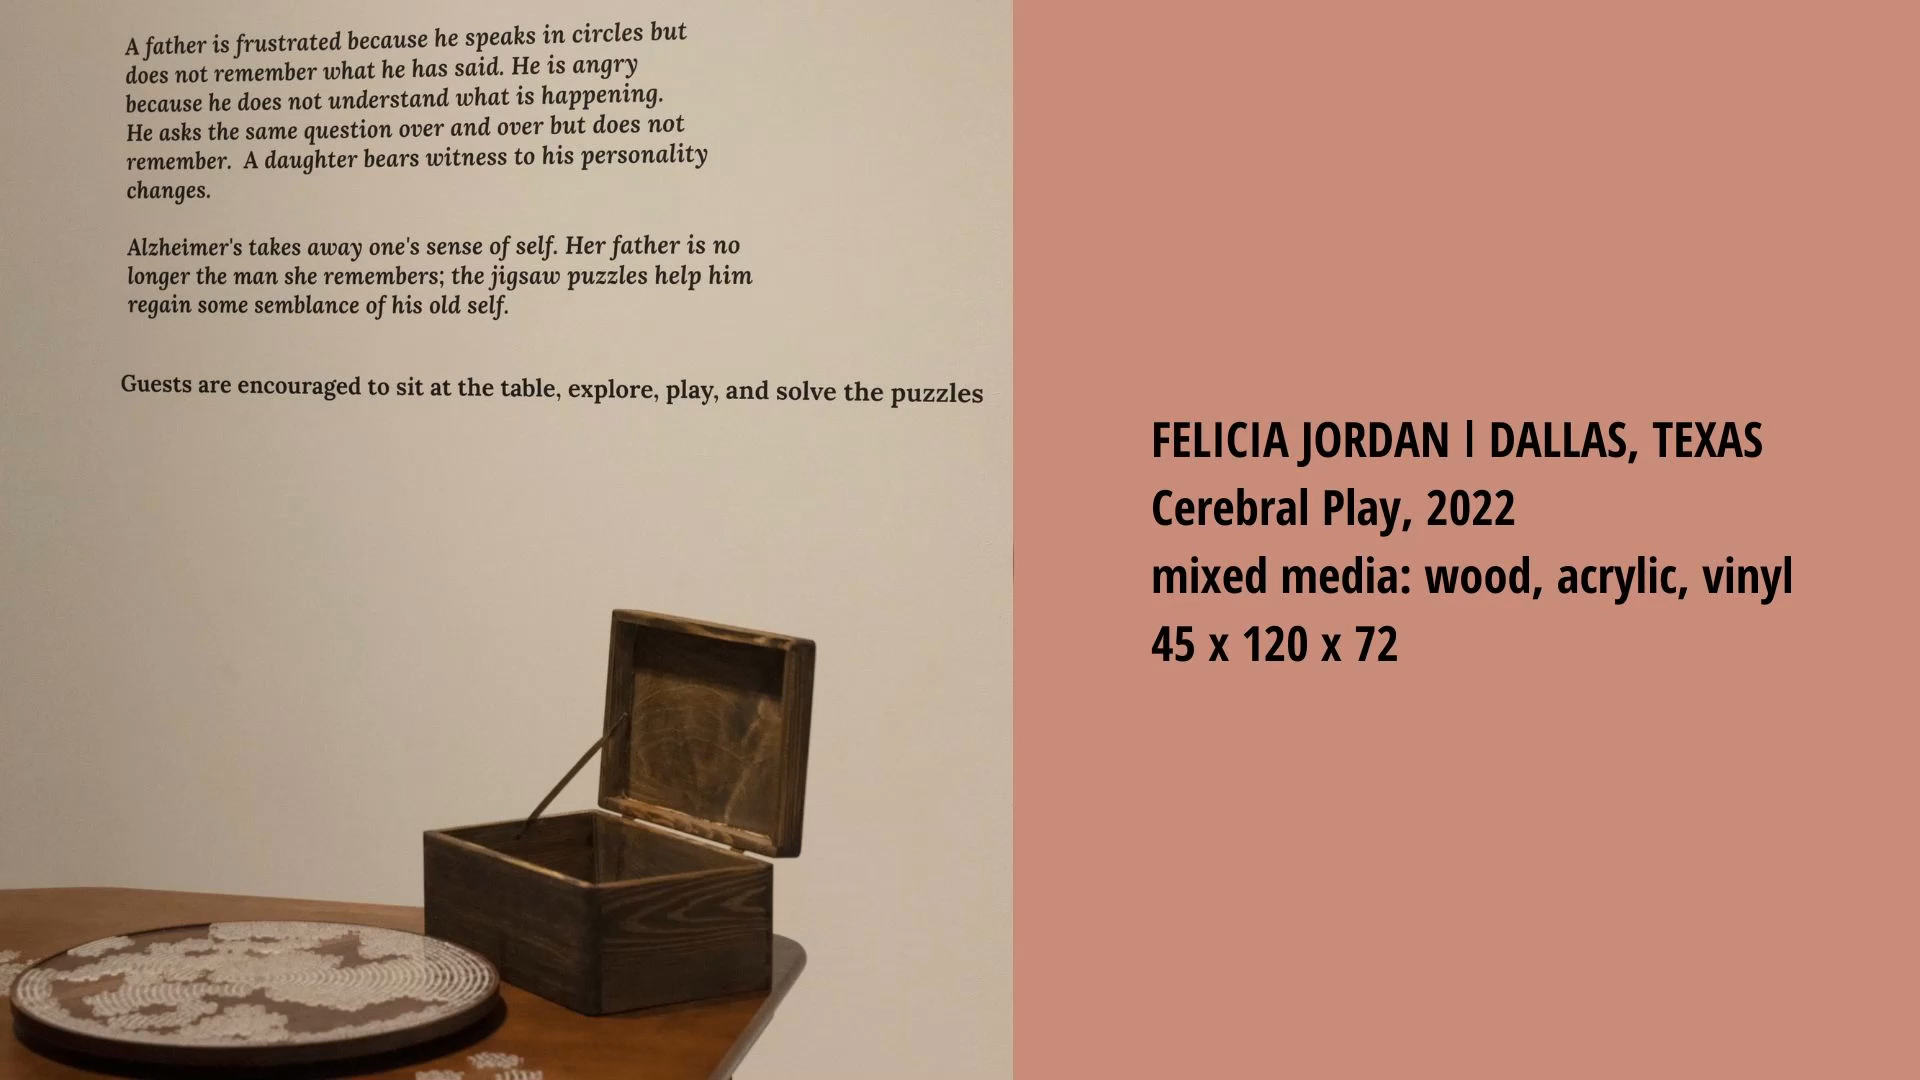 A father is frustrated because he speaks in circles but
does not remember what he has said. He is angry
because he does not understand what is happening.
He asks the same question over and over but does not
remember.  A daughter bears witness to his personality
changes.
Alzheimer's takes away one's sense of self. Her father is no
longer the man she remembers; the jigsaw puzzles help him
regain some semblance of his old self.
Guests are encouraged to sit at the table, explore, play, and solve the puzzles
FELICIA JORDAN | DALLAS, TEXAS
Cerebral Play, 2022
mixed media: wood, acrylic, vinyl
45 x 120 x 72